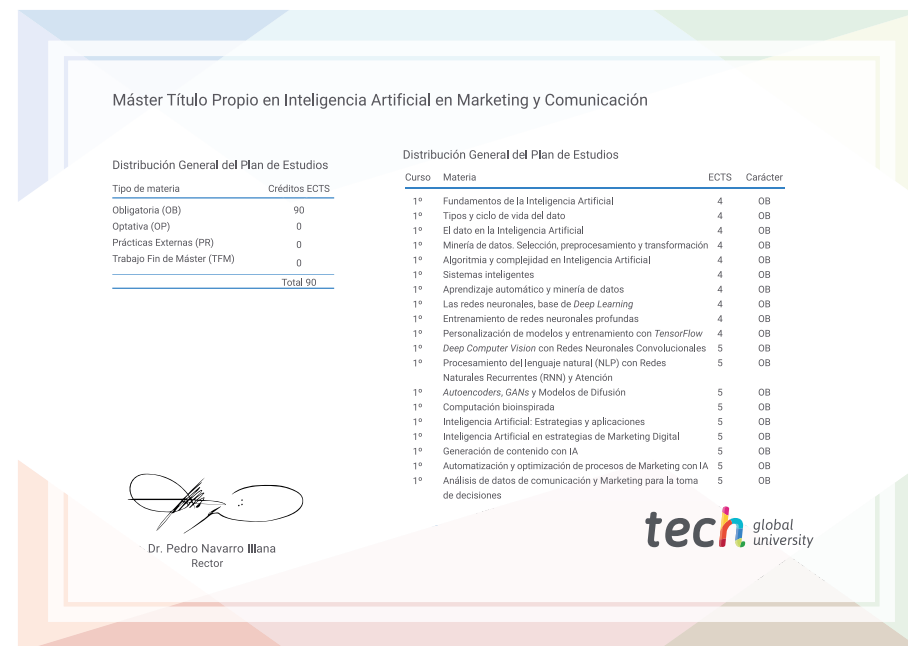 Máster Título Propio en Inteligencia Artificial en Marketing y Comunicación
Distribución General del Plan de Estudios
Tipo de materia Créditos ECTS
Obligatoria (OB) 90
Optativa (OP) 0
Prácticas Externas (PR) 0
Trabajo Fin de Máster (TFM) 0
Total 90
Distribución General del Plan de Estudios
Curso Materia ECTS Carácter
1º Fundamentos de la Inteligencia Artificial 4 OB
1º Tipos y ciclo de vida del dato 4 OB
1º El dato en la Inteligencia Artificial 4 OB
1º Minería de datos. Selección, preprocesamiento y transformación 4 OB
1º Algoritmia y complejidad en Inteligencia Artificial 4 OB
1º Sistemas inteligentes 4 OB
1º Aprendizaje automático y minería de datos 4 OB
1º Las redes neuronales, base de Deep Learning 4 OB
1º Entrenamiento de redes neuronales profundas 4 OB
1º Personalización de modelos y entrenamiento con TensorFlow 4 OB
1º Deep Computer Vision con Redes Neuronales Convolucionales 5 OB
1º Procesamiento del lenguaje natural (NLP) con Redes 5 OB
Naturales Recurrentes (RNN) y Atención
1º Autoencoders, GANs y Modelos de Difusión 5 OB
1º Computación bioinspirada 5 OB
1º Inteligencia Artificial: Estrategias y aplicaciones 5 OB
1º Inteligencia Artificial en estrategias de Marketing Digital 5 OB
1º Generación de contenido con IA 5 OB
1º Automatización y optimización de procesos de Marketing con IA 5 OB
1º Análisis de datos de comunicación y Marketing para la toma 5 OB
de decisiones
Dr. Pedro Navarro Illana
Rector
tech global
university